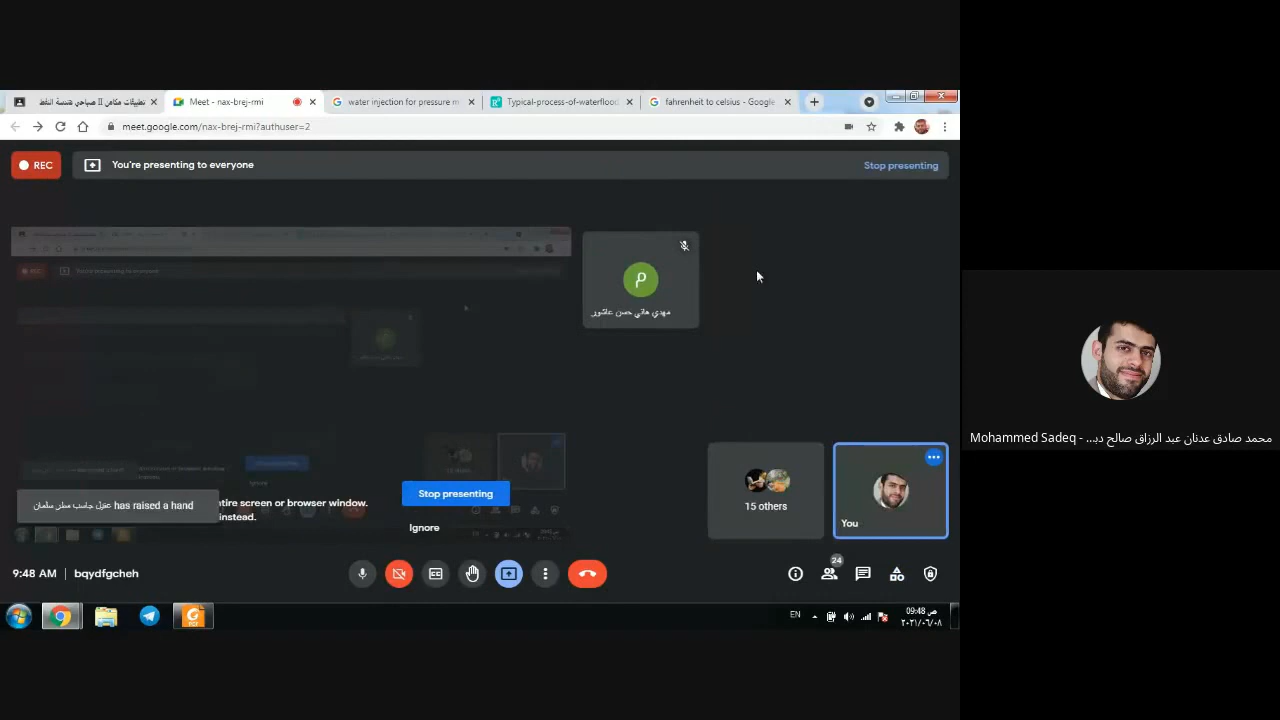 تطبيقات مكامن II صباحي هندسة النفط
Meet - nax-brej-rmi
water injection for pressure m
Typical-process-of-waterflood
fahrenheit to celsius - Google
meet.google.com/nax-brej-rmi?authuser=2
REC
You're presenting to everyone
Stop presenting
م
مهدي هاني حسن عاشور
محمد صادق عدنان عبد الرزاق صالح دبـ... - Mohammed Sadeq
عقيل جاسب سطر سلمان has raised a hand
ntire screen or browser window.
instead.
Stop presenting
Ignore
15 others
You
9:48 AM | bqydfgcheh
24
EN
09:48 ص
٢٠٢١/٠٦/٠٨